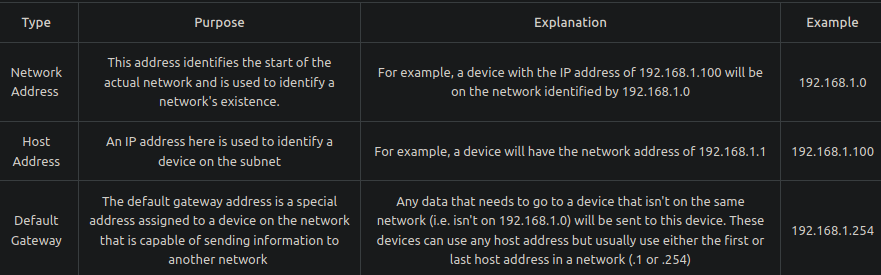 Type Purpose Explanation Example
Network Address
This address identifies the start of the
actual network and is used to identify a
network's existence.
For example, a device with the IP address of 192.168.1.100 will be
on the network identified by 192.168.1.0
192.168.1.0
Host
Address
An IP address here is used to identify a
device on the subnet
For example, a device will have the network address of 192.168.1.1
192.168.1.100
Default
Gateway
The default gateway address is a special
address assigned to a device on the network
that is capable of sending information to
another network
Any data that needs to go to a device that isn't on the same
network (i.e. isn't on 192.168.1.0) will be sent to this device. These
devices can use any host address but usually use either the first or
last host address in a network (.1 or .254)
192.168.1.254